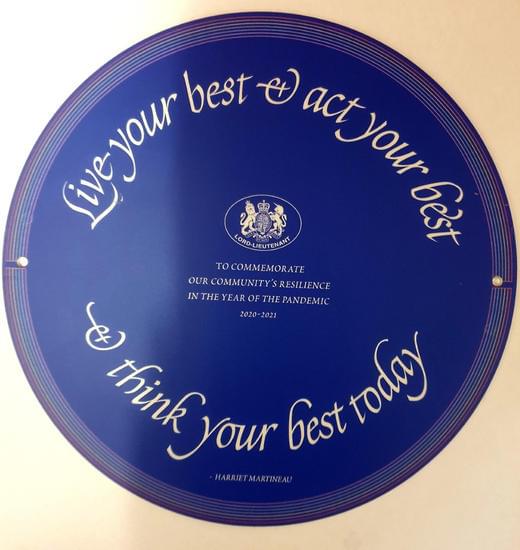 Live your best & act your best
LORD-LIEUTENANT
TO COMMEMORATE
OUR COMMUNITY'S RESILIENCE
IN THE YEAR OF THE PANDEMIC
2020-2021
& think your best today
- HARRIET MARTINEAU